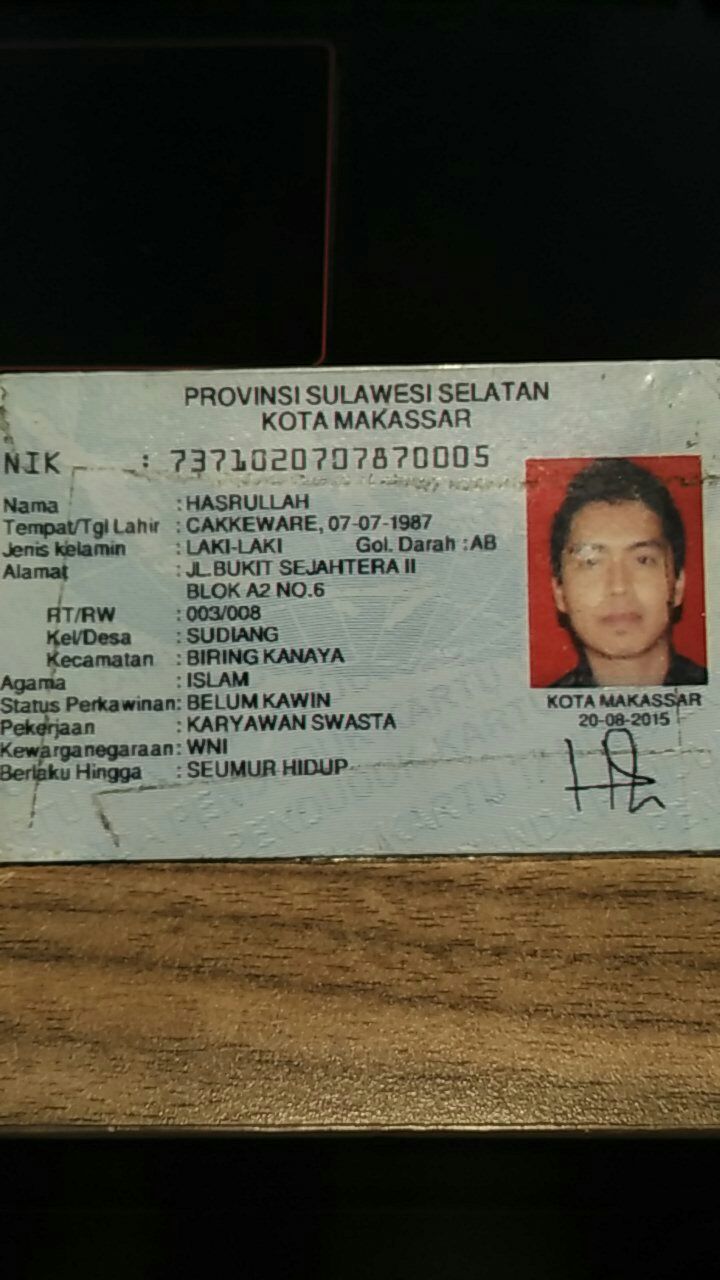 PROVINSI SULAWESI SELATAN
KOTA MAKASSAR
NIK : 7371020707870005
Nama : HASRULLAH
Tempat/Tgl Lahir : CAKKEWARE, 07-07-1987
Jenis kelamin : LAKI-LAKI Gol. Darah : AB
Alamat : JL.BUKIT SEJAHTERA II
BLOK A2 NO.6
RT/RW : 003/008
Kel/Desa : SUDIANG
Kecamatan : BIRING KANAYA
Agama : ISLAM
Status Perkawinan: BELUM KAWIN
Pekerjaan : KARYAWAN SWASTA
Kewarganegaraan: WNI
Berlaku Hingga : SEUMUR HIDUP
KOTA MAKASSAR
20-08-2015